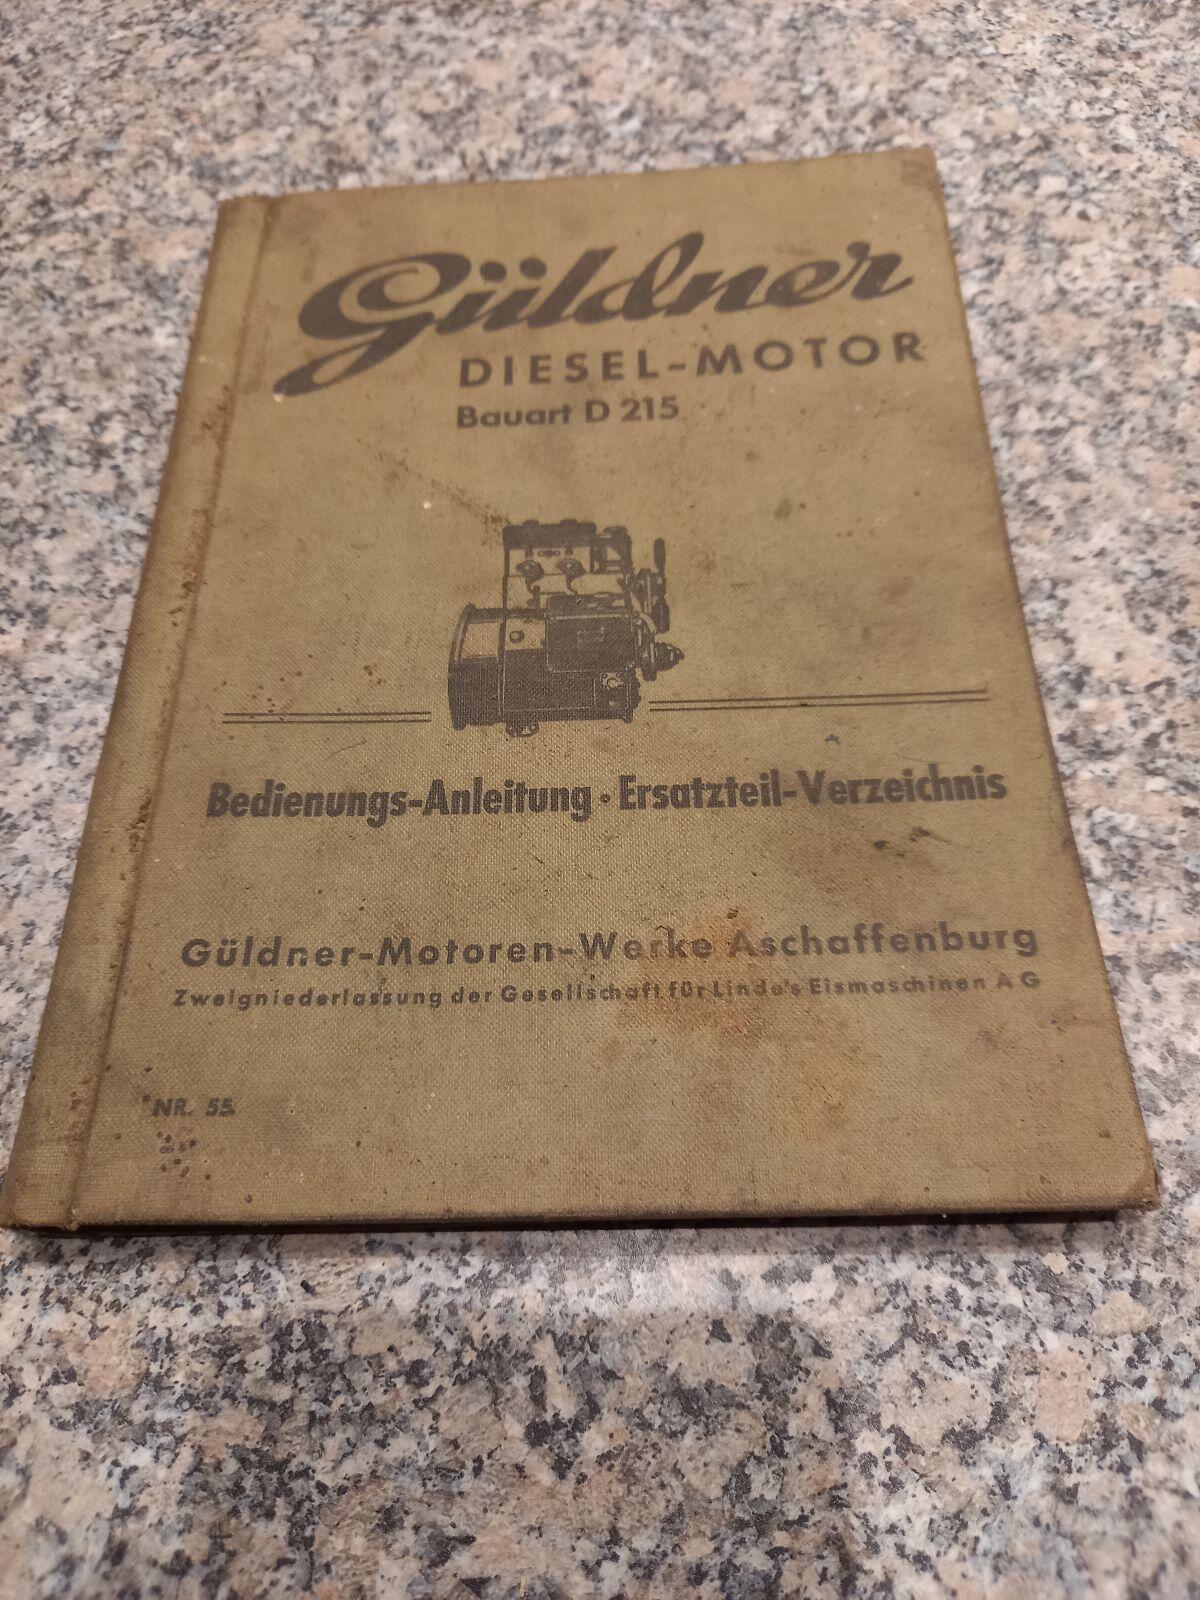 Güldner
DIESEL-MOTOR
Bauart D 215
Bedienungs-Anleitung • Ersatzteil-Verzeichnis
Güldner-Motoren-Werke Aschaffenburg
Zweigniederlassung der Gesellschaft für Linde's Eismaschinen AG
NR. 55